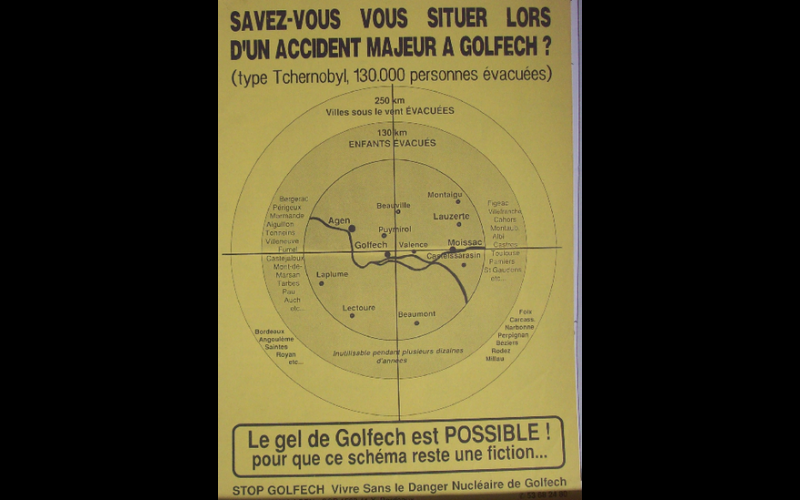 SAVEZ-VOUS VOUS SITUER LORS
D'UN ACCIDENT MAJEUR A GOLFECH ?
(type Tchernobyl, 130.000 personnes évacuées)
250 km
Villes sous le vent ÉVACUÉES
130 km
ENFANTS ÉVACUÉS
Montaigu
Beauville
Lauzerte
Agen
Puymirol
Golfech
Valence
Moissac
Castelsarasin
Laplume
Lectoure
Beaumont
Bergerac
Périgeux
Marmande
Aiguillon
Tonneins
Villeneuve
Fumel
Casteljaloux
Mont-de-
Marsan
Tarbes
Pau
Auch
etc...
Figeac
Villefranche
Cahors
Montaub.
Albi
Castres
Toulouse
Pamiers
St Gaudens
etc...
Bordeaux
Angoulême
Saintes
Royan
etc...
Foix
Carcass.
Narbonne
Perpignan
Béziers
Rodez
Millau
Inutilisable pendant plusieurs dizaines
d'années
Le gel de Golfech est POSSIBLE !
pour que ce schéma reste une fiction...
STOP GOLFECH Vivre Sans le Danger Nucléaire de Golfech